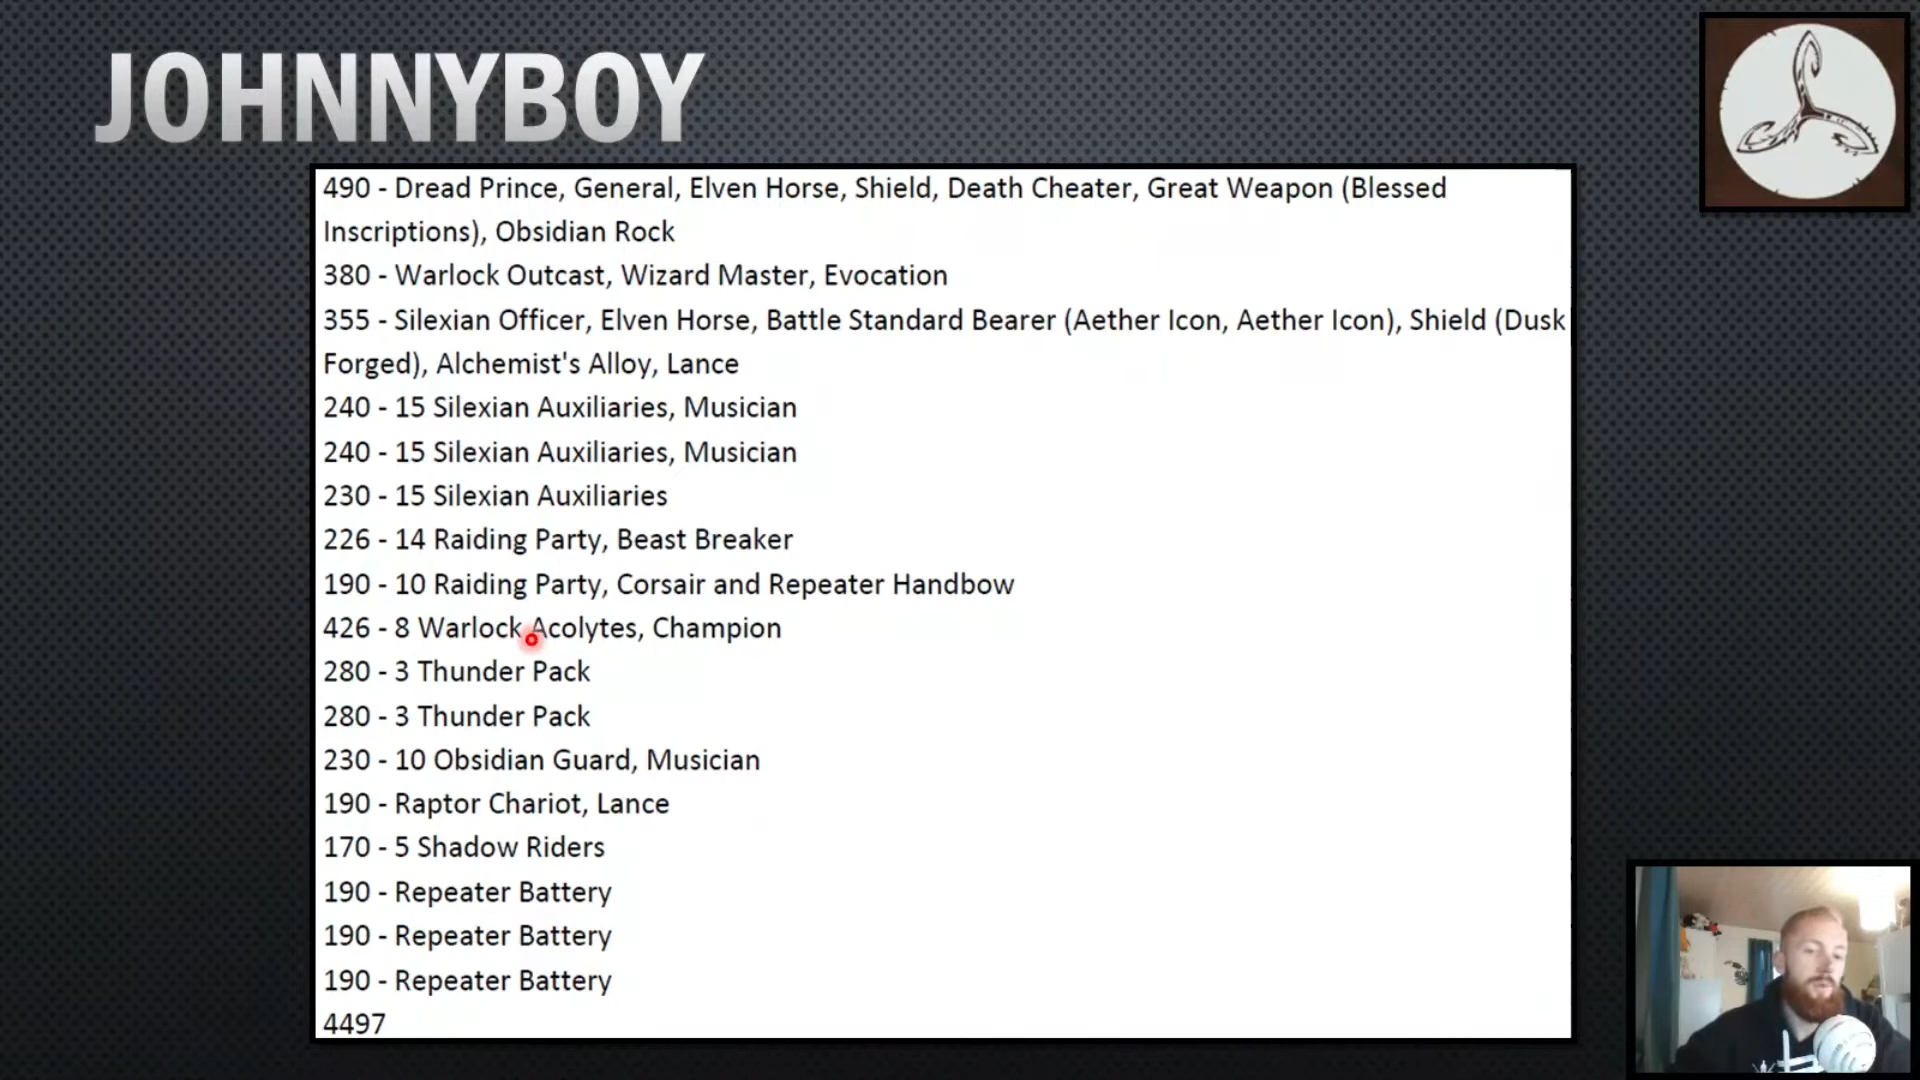 JOHNNYBOY
490 - Dread Prince, General, Elven Horse, Shield, Death Cheater, Great Weapon (Blessed
Inscriptions), Obsidian Rock
380 - Warlock Outcast, Wizard Master, Evocation
355 - Silexian Officer, Elven Horse, Battle Standard Bearer (Aether Icon, Aether Icon), Shield (Dusk
Forged), Alchemist's Alloy, Lance
240 - 15 Silexian Auxiliaries, Musician
240 - 15 Silexian Auxiliaries, Musician
230 - 15 Silexian Auxiliaries
226 - 14 Raiding Party, Beast Breaker
190 - 10 Raiding Party, Corsair and Repeater Handbow
426 - 8 Warlock Acolytes, Champion
280 - 3 Thunder Pack
280 - 3 Thunder Pack
230 - 10 Obsidian Guard, Musician
190 - Raptor Chariot, Lance
170 - 5 Shadow Riders
190 - Repeater Battery
190 - Repeater Battery
190 - Repeater Battery
4497